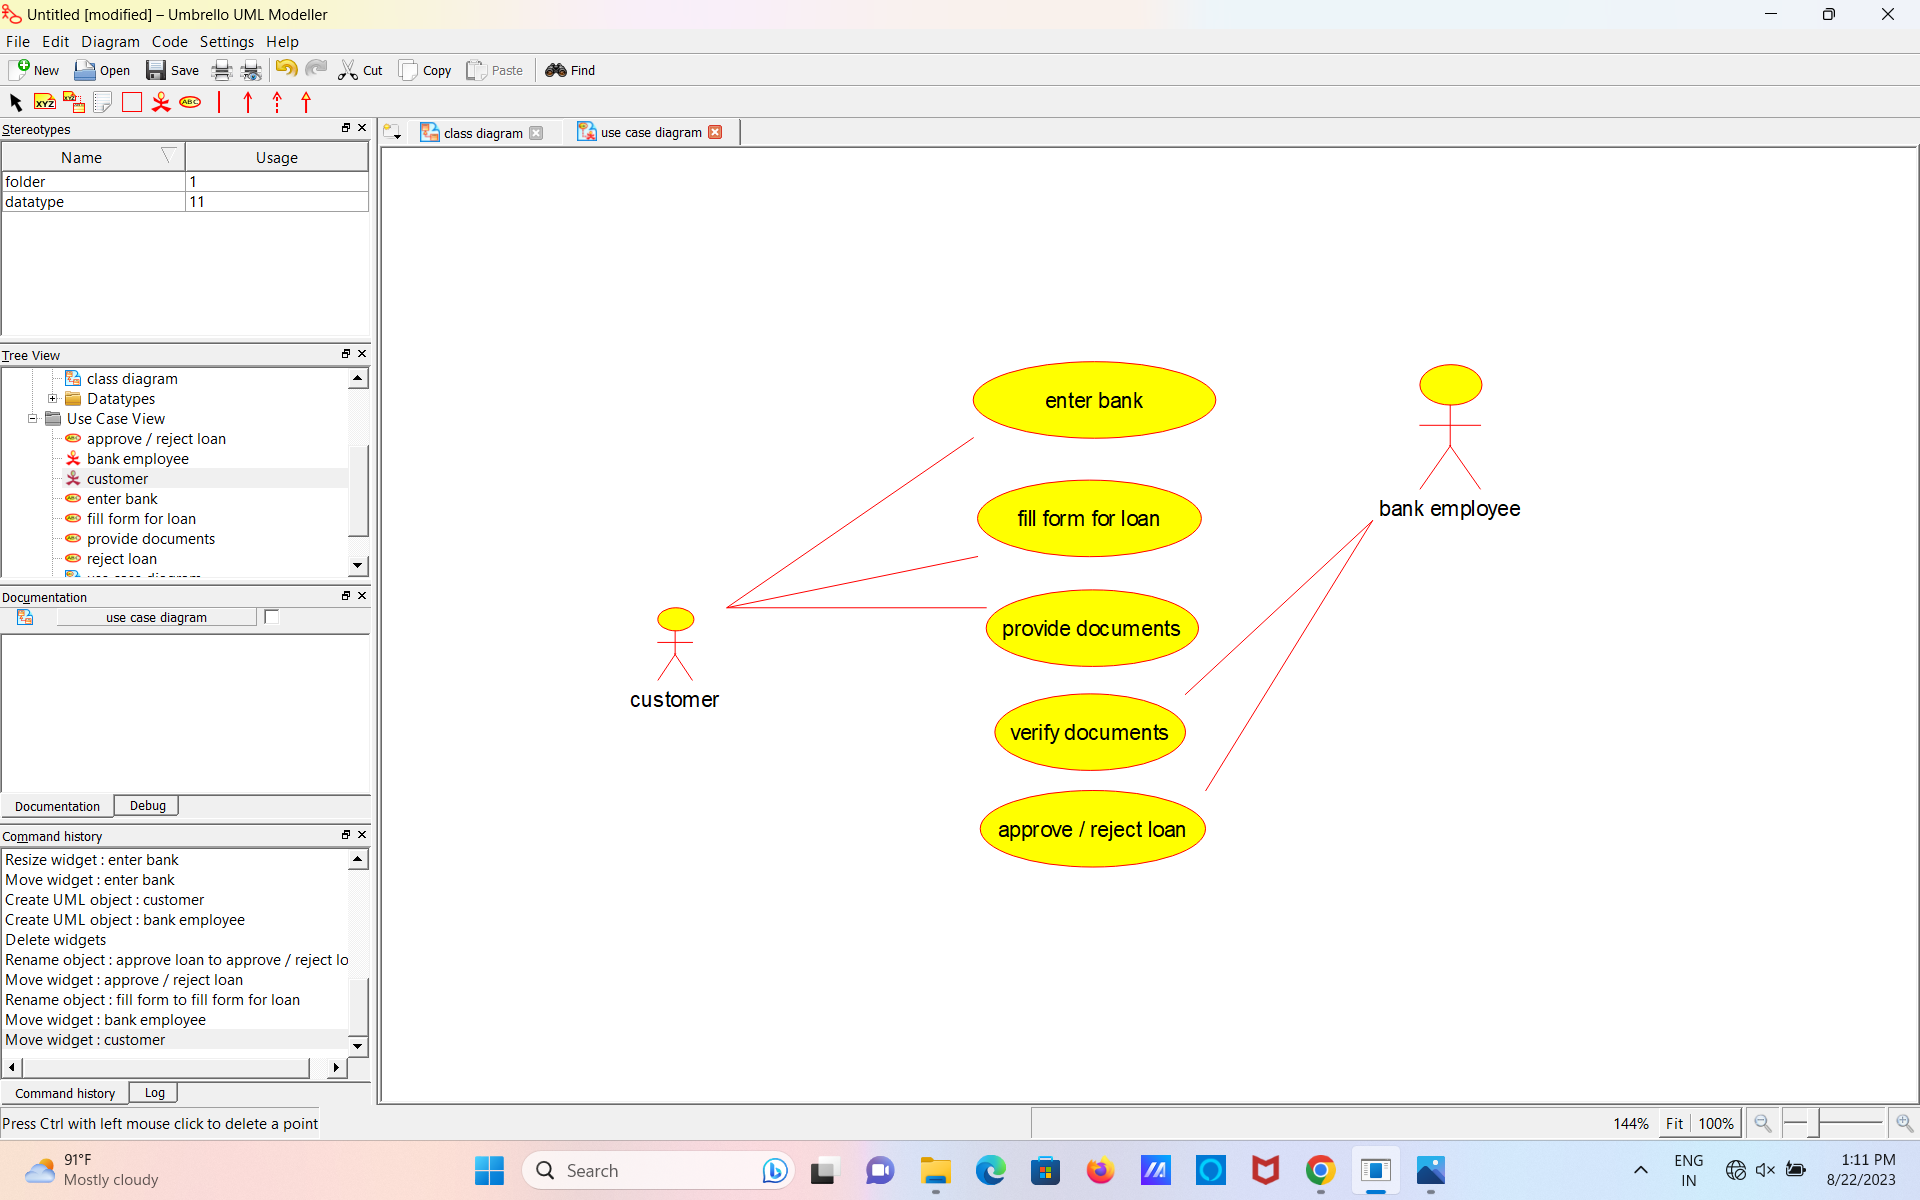 Untitled [modified] – Umbrello UML Modeller
File Edit Diagram Code Settings Help
New Open Save Cut Copy Paste Find
XYZ XYZ ABC
Stereotypes
class diagram use case diagram
Name Usage
folder 1
datatype 11
Tree View
class diagram
Datatypes
Use Case View
approve / reject loan
bank employee
customer
enter bank
fill form for loan
provide documents
reject loan
use case diagram
Documentation
use case diagram
Documentation Debug
Command history
Resize widget : enter bank
Move widget : enter bank
Create UML object : customer
Create UML object : bank employee
Delete widgets
Rename object : approve loan to approve / reject lo
Move widget : approve / reject loan
Rename object : fill form to fill form for loan
Move widget : bank employee
Move widget : customer
Command history Log
enter bank
fill form for loan
bank employee
provide documents
customer
verify documents
approve / reject loan
Press Ctrl with left mouse click to delete a point
144% Fit 100%
91°F
Mostly cloudy
Search
ENG
IN
1:11 PM
8/22/2023